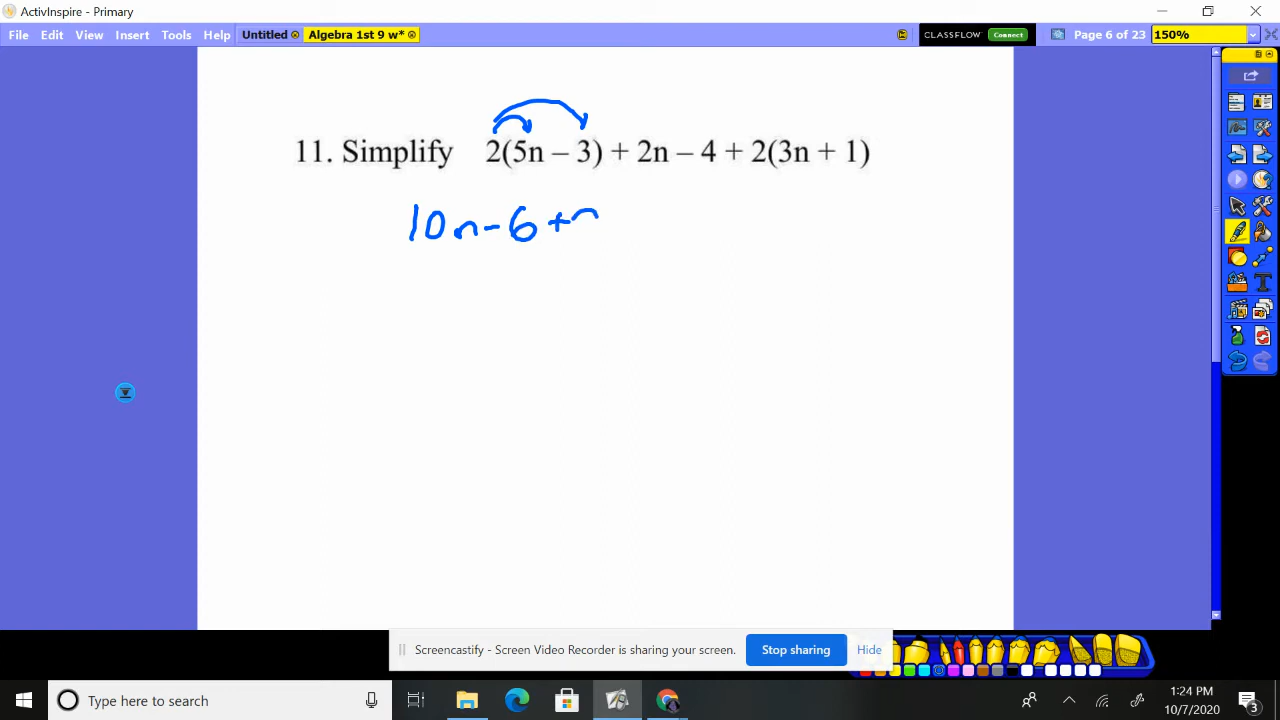 ActivInspire - Primary
File Edit View Insert Tools Help Untitled Algebra 1st 9 w* CLASSFLOW Connect Page 6 of 23 150%
11. Simplify 2(5n – 3) + 2n – 4 + 2(3n + 1)
10n-6+
Screencastify - Screen Video Recorder is sharing your screen. Stop sharing Hide
Type here to search
1:24 PM
10/7/2020
3